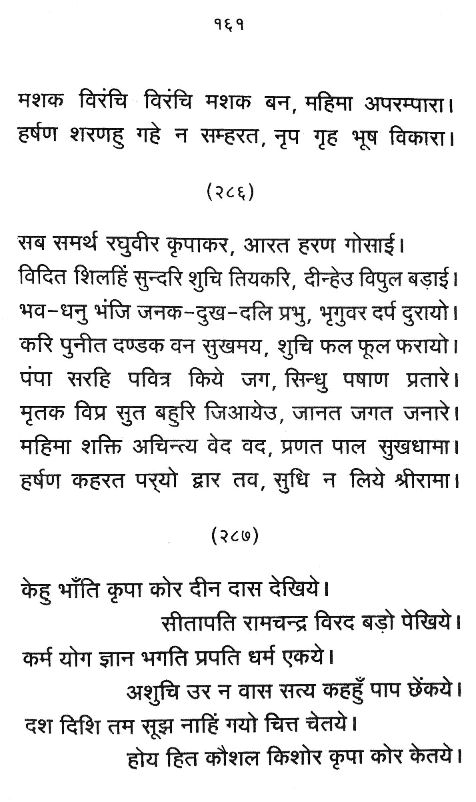 १६१
मशक विरंचि विरंचि मशक बन, महिमा अपरम्पारा।
हर्षण शरणहु गहे न सम्हरत, नृप गृह भूष विकारा।
(२८६)
सब समर्थ रघुवीर कृपाकर, आरत हरण गोसाई।
विदित शिलहिं सुन्दरि शुचि तियकरि, दीन्हेउ विपुल बड़ाई।
भव-धनु भंजि जनक-दुख-दलि प्रभु, भृगुवर दर्प दुरायो।
करि पुनीत दण्डक वन सुखमय, शुचि फल फूल फरायो।
पंपा सरहि पवित्र किये जग, सिन्धु पषाण प्रतारे।
मृतक विप्र सुत बहुरि जिआयेउ, जानत जगत जनारे।
महिमा शक्ति अचिन्त्य वेद वद, प्रणत पाल सुखधामा।
हर्षण कहरत पर्‌यो द्वार तव, सुधि न लिये श्रीरामा।
(२८७)
केहु भाँति कृपा कोर दीन दास देखिये।
सीतापति रामचन्द्र विरद बड़ो पेखिये।
कर्म योग ज्ञान भगति प्रपति धर्म एकये।
अशुचि उर न वास सत्य कहहुँ पाप छेंकये।
दश दिशि तम सूझ नाहिं गयो चित्त चेतये।
होय हित कौशल किशोर कृपा कोर केतये।